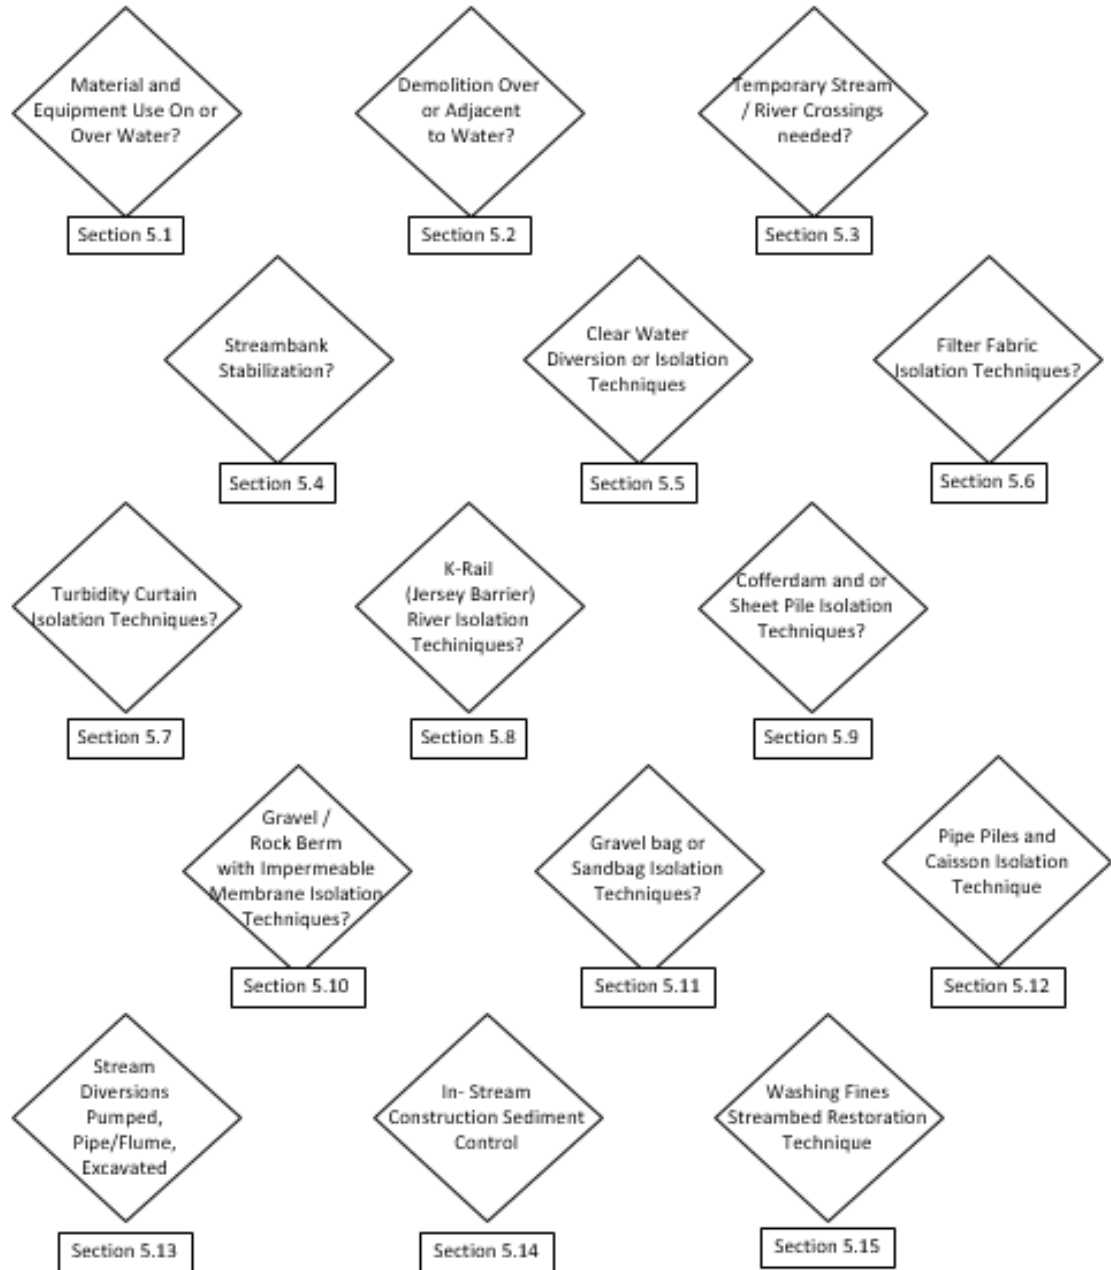 Material and
Equipment Use On or
Over Water?
Section 5.1
Demolition Over
or Adjacent
to Water?
Section 5.2
Temporary Stream
/ River Crossings
needed?
Section 5.3
Streambank
Stabilization?
Section 5.4
Clear Water
Diversion or Isolation
Techniques
Section 5.5
Filter Fabric
Isolation Techniques?
Section 5.6
Turbidity Curtain
Isolation Techniques?
Section 5.7
K-Rail
(Jersey Barrier)
River Isolation
Techiniques?
Section 5.8
Cofferdam and or
Sheet Pile Isolation
Techniques?
Section 5.9
Gravel /
Rock Berm
with Impermeable
Membrane Isolation
Techniques?
Section 5.10
Gravel bag or
Sandbag Isolation
Techniques?
Section 5.11
Pipe Piles and
Caisson Isolation
Technique
Section 5.12
Stream
Diversions
Pumped,
Pipe/Flume,
Excavated
Section 5.13
In- Stream
Construction Sediment
Control
Section 5.14
Washing Fines
Streambed Restoration
Technique
Section 5.15